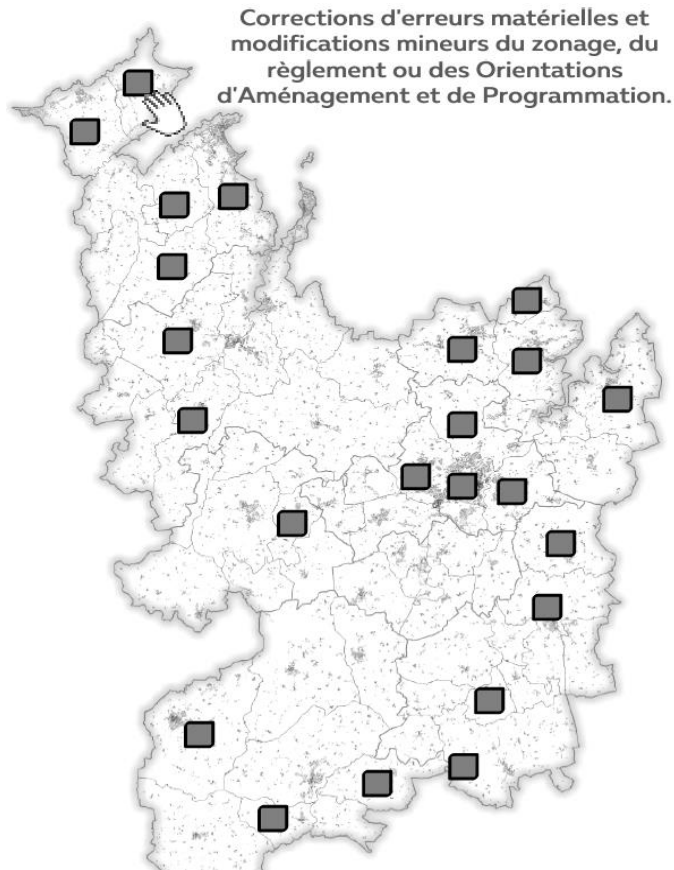 Corrections d'erreurs matérielles et
modifications mineurs du zonage, du
règlement ou des Orientations
d'Aménagement et de Programmation.